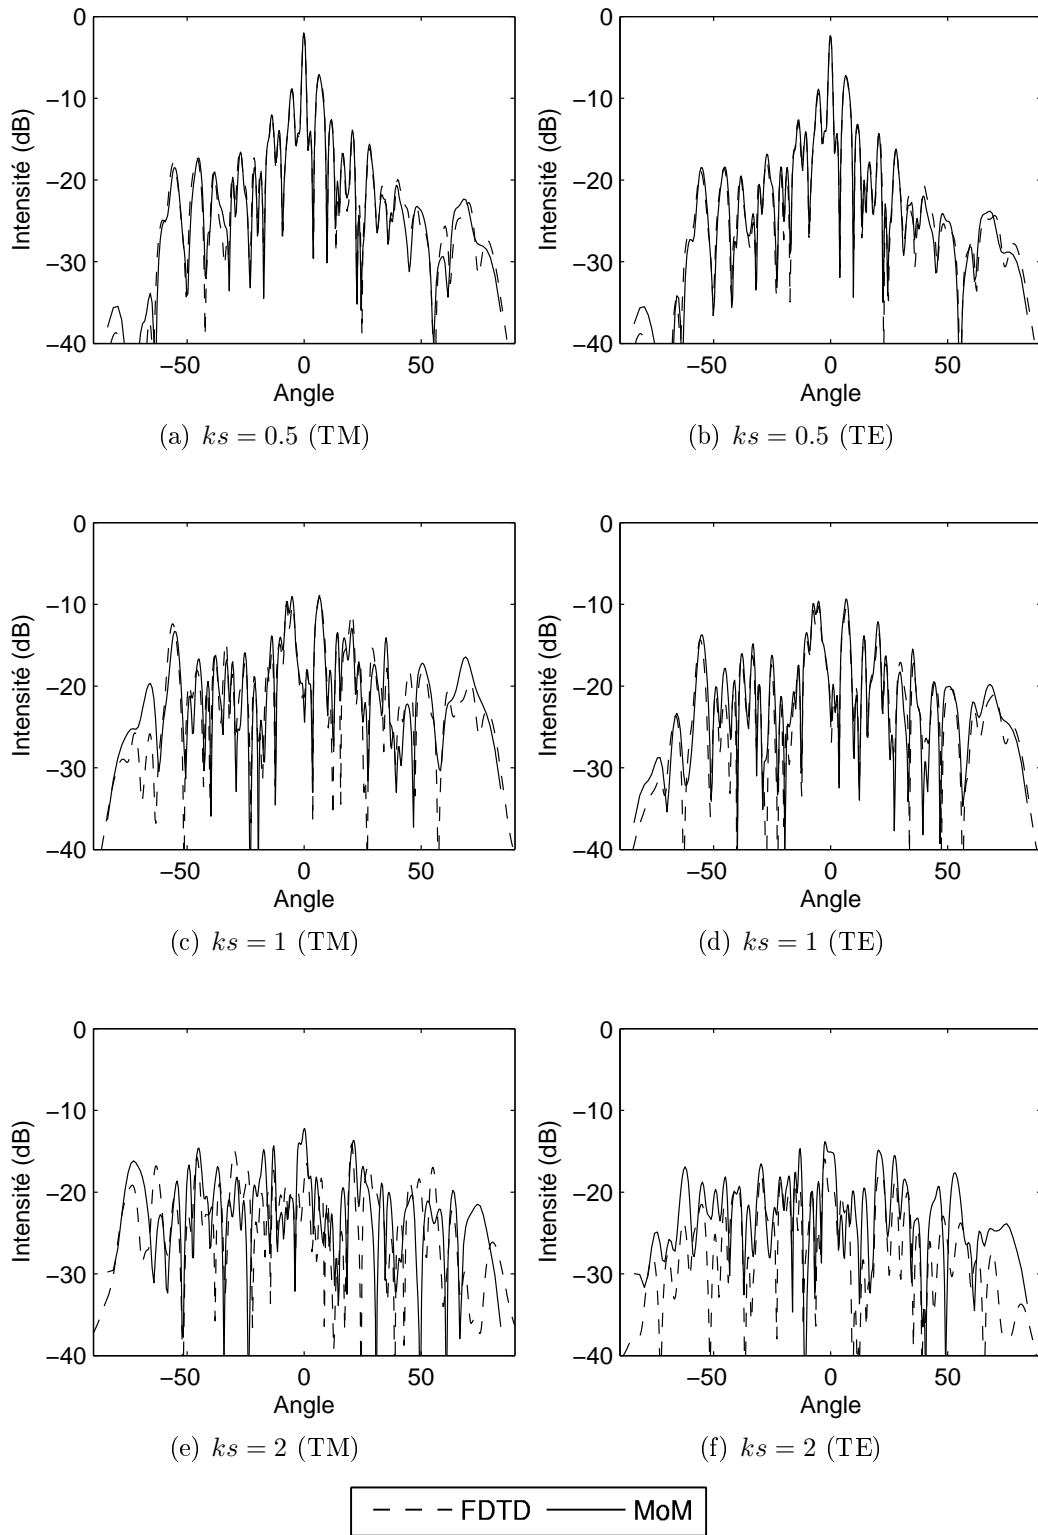 0
−10
−20
−30
−40
Intensité (dB)
−50 0 50
Angle
(a) ks = 0.5 (TM)
0
−10
−20
−30
−40
Intensité (dB)
−50 0 50
Angle
(b) ks = 0.5 (TE)
0
−10
−20
−30
−40
Intensité (dB)
−50 0 50
Angle
(c) ks = 1 (TM)
0
−10
−20
−30
−40
Intensité (dB)
−50 0 50
Angle
(d) ks = 1 (TE)
0
−10
−20
−30
−40
Intensité (dB)
−50 0 50
Angle
(e) ks = 2 (TM)
0
−10
−20
−30
−40
Intensité (dB)
−50 0 50
Angle
(f) ks = 2 (TE)
FDTD MoM